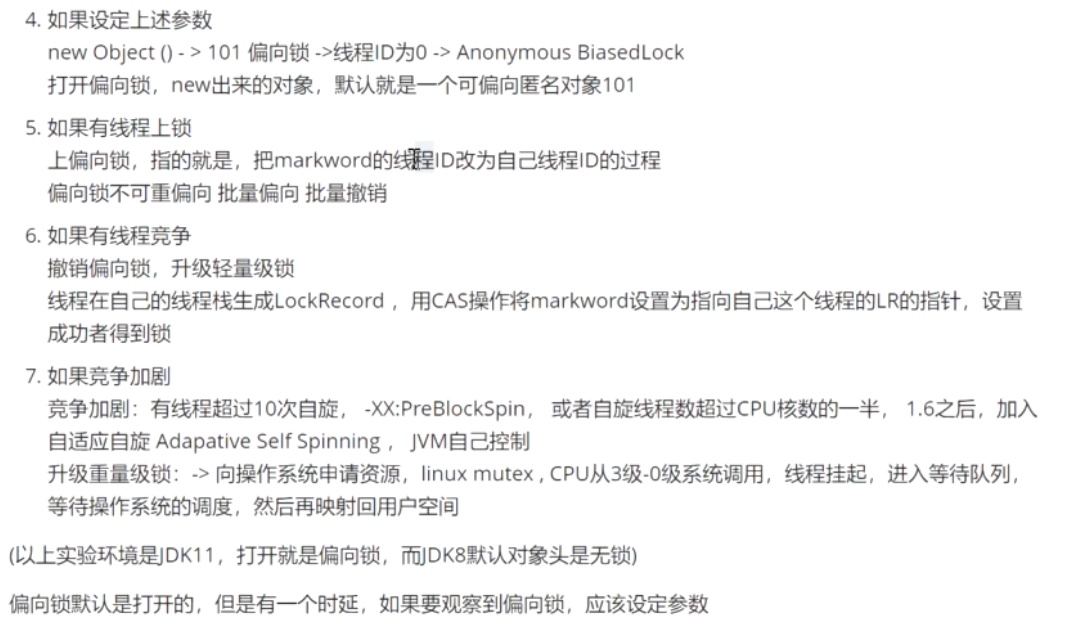 4. 如果设定上述参数
new Object () - > 101 偏向锁 ->线程ID为0 -> Anonymous BiasedLock
打开偏向锁，new出来的对象，默认就是一个可偏向匿名对象101
5. 如果有线程上锁
上偏向锁，指的就是，把markword的线程ID改为自己线程ID的过程
偏向锁不可重偏向 批量偏向 批量撤销
6. 如果有线程竞争
撤销偏向锁，升级轻量级锁
线程在自己的线程栈生成LockRecord ，用CAS操作将markword设置为指向自己这个线程的LR的指针，设置
成功者得到锁
7. 如果竞争加剧
竞争加剧：有线程超过10次自旋， -XX:PreBlockSpin， 或者自旋线程数超过CPU核数的一半， 1.6之后，加入
自适应自旋 Adapative Self Spinning ， JVM自己控制
升级重量级锁：-> 向操作系统申请资源，linux mutex , CPU从3级-0级系统调用，线程挂起，进入等待队列，
等待操作系统的调度，然后再映射回用户空间
(以上实验环境是JDK11，打开就是偏向锁，而JDK8默认对象头是无锁)
偏向锁默认是打开的，但是有一个时延，如果要观察到偏向锁，应该设定参数